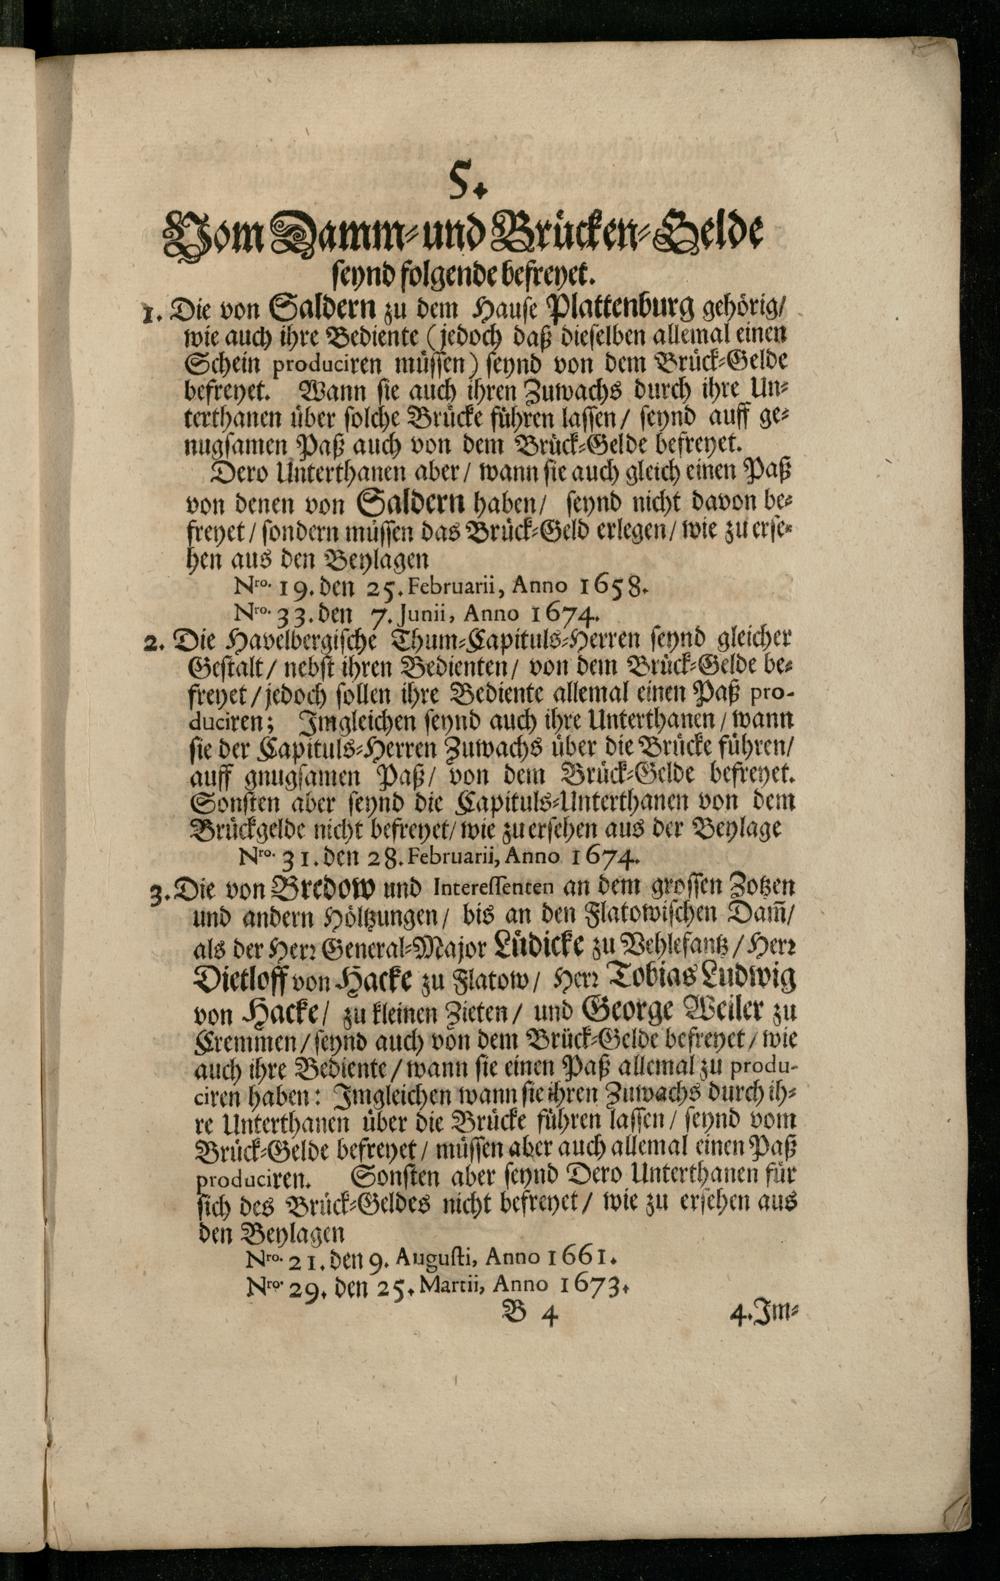 5.
Vom Damm-und Brücken-Gelde
seynd folgende befreyet.
1. Die von Saldern zu dem Hause Plattenburg gehörig/
wie auch ihre Bediente (jedoch daß dieselben allemal einen
Schein produciren müssen) seynd von dem Brück-Gelde
befreyet. Wann sie auch ihren Zuwachs durch ihre Un-
terthanen über solche Brücke führen lassen/ seynd auff ge-
nugsamen Paß auch von dem Brück-Gelde befreyet.
Dero Unterthanen aber/ wann sie auch gleich einen Paß
von denen von Saldern haben/ seynd nicht davon be-
freyet/ sondern müssen das Brück-Geld erlegen/ wie zu erse-
hen aus den Beylagen
Nro. 19. den 25. Februarii, Anno 1658.
Nro. 33. den 7. Junii, Anno 1674.
2. Die Havelbergische Thum-Capituls-Herren seynd gleicher
Gestalt/ nebst ihren Bedienten/ von dem Brück-Gelde be-
freyet/ jedoch sollen ihre Bediente allemal einen Paß pro-
duciren; Imgleichen seynd auch ihre Unterthanen/ wann
sie der Capituls-Herren Zuwachs über die Brücke führen/
auff gnugsamen Paß/ von dem Brück-Gelde befreyet.
Sonsten aber seynd die Capituls-Unterthanen von dem
Brückgelde nicht befreyet/ wie zu ersehen aus der Beylage
Nro. 31. den 28. Februarii, Anno 1674.
3. Die von Bredow und Interessenten an dem grossen Zotzen
und andern Höltzungen/ bis an den Flatowischen Dam̄/
als der Herr General-Major Lüdicke zu Vehlefantz/ Herr
Dietloff von Hacke zu Flatow/ Herr Tobias Ludwig
von Hacke/ zu kleinen Zieten/ und George Weiler zu
Cremmen/ seynd auch von dem Brück-Gelde befreyet/ wie
auch ihre Bediente/ wann sie einen Paß allemal zu produ-
ciren haben: Imgleichen wann sie ihren Zuwachs durch ih-
re Unterthanen über die Brücke führen lassen/ seynd vom
Brück-Gelde befreyet/ müssen aber auch allemal einen Paß
produciren. Sonsten aber seynd Dero Unterthanen für
sich des Brück-Geldes nicht befreyet/ wie zu ersehen aus
den Beylagen
Nro. 21. den 9. Augusti, Anno 1661.
Nro. 29. den 25. Martii, Anno 1673.
B 4 4. Im-